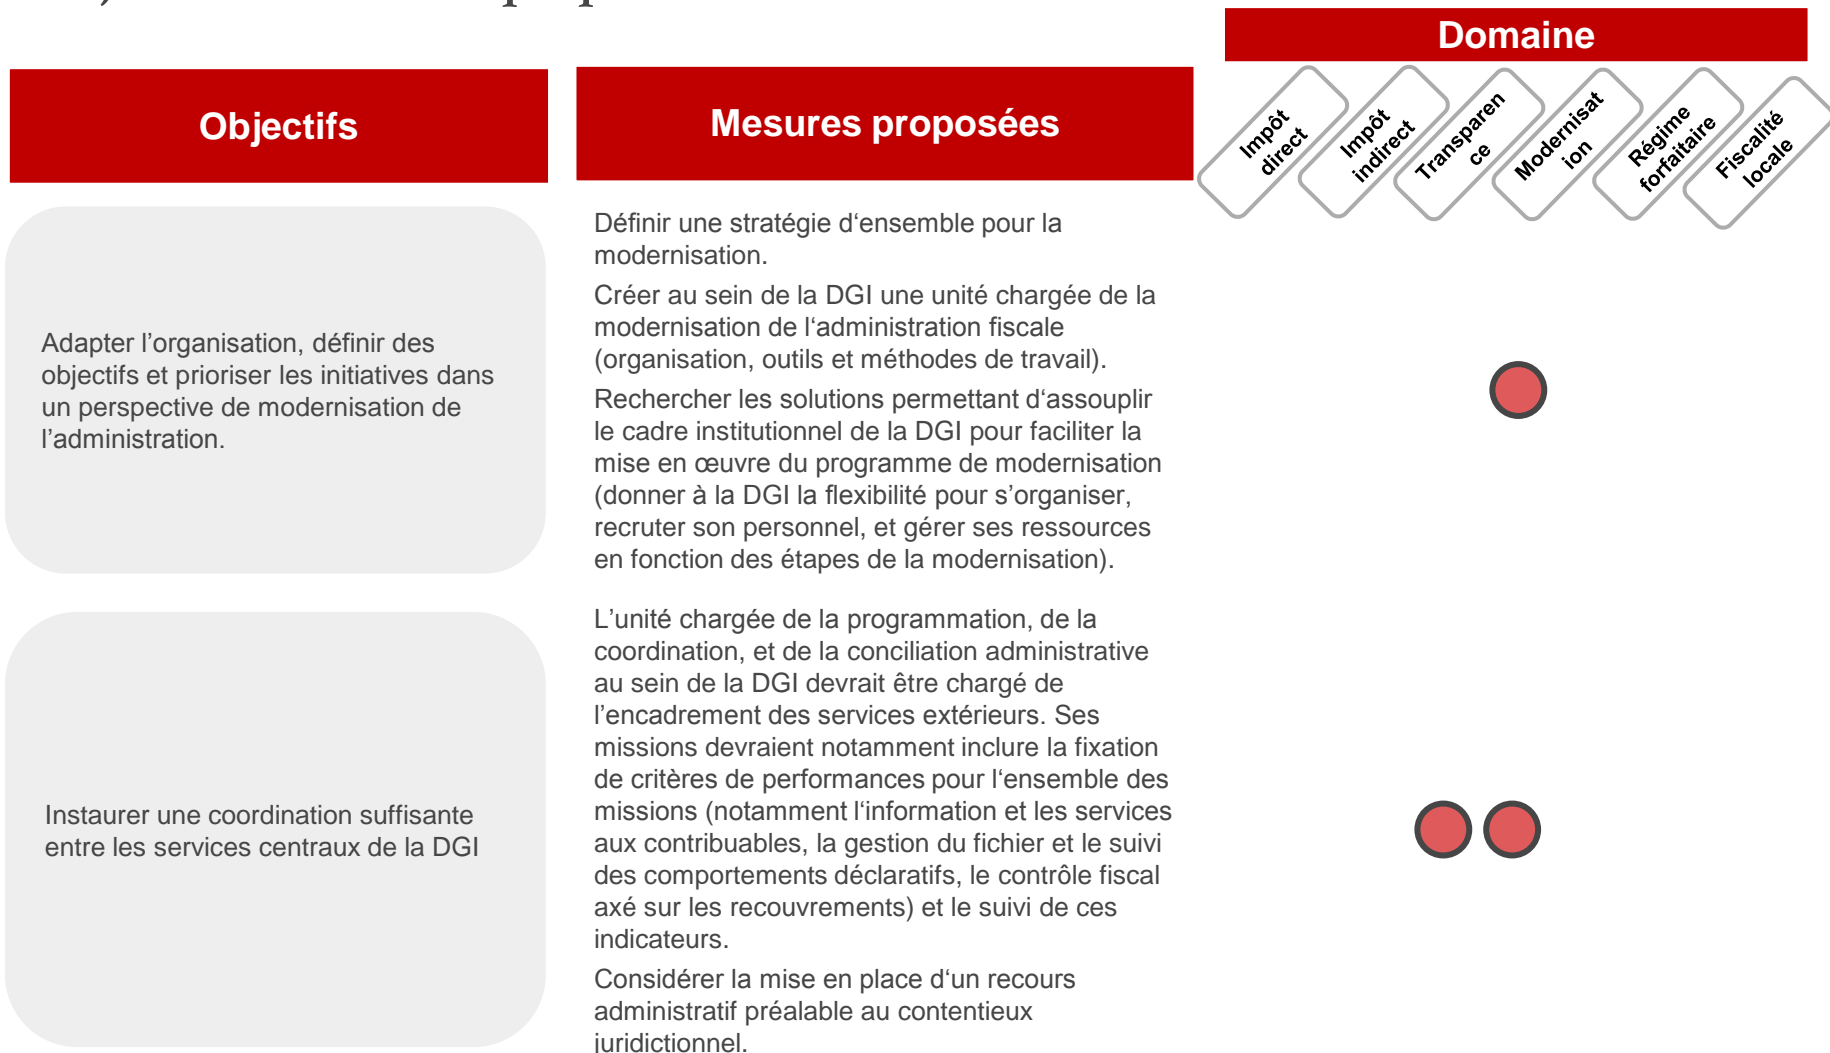 Domaine
Objectifs
Mesures proposées
Impôt
direct
Impôt
indirect
Transparen
ce
Modernisat
ion
Régime
forfaitaire
Fiscalité
locale
Adapter l’organisation, définir des
objectifs et prioriser les initiatives dans
un perspective de modernisation de
l’administration.
Définir une stratégie d‘ensemble pour la
modernisation.
Créer au sein de la DGI une unité chargée de la
modernisation de l‘administration fiscale
(organisation, outils et méthodes de travail).
Rechercher les solutions permettant d‘assouplir
le cadre institutionnel de la DGI pour faciliter la
mise en œuvre du programme de modernisation
(donner à la DGI la flexibilité pour s’organiser,
recruter son personnel, et gérer ses ressources
en fonction des étapes de la modernisation).
Instaurer une coordination suffisante
entre les services centraux de la DGI
L’unité chargée de la programmation, de la
coordination, et de la conciliation administrative
au sein de la DGI devrait être chargé de
l’encadrement des services extérieurs. Ses
missions devraient notamment inclure la fixation
de critères de performances pour l‘ensemble des
missions (notamment l‘information et les services
aux contribuables, la gestion du fichier et le suivi
des comportements déclaratifs, le contrôle fiscal
axé sur les recouvrements) et le suivi de ces
indicateurs.
Considérer la mise en place d‘un recours
administratif préalable au contentieux
juridictionnel.